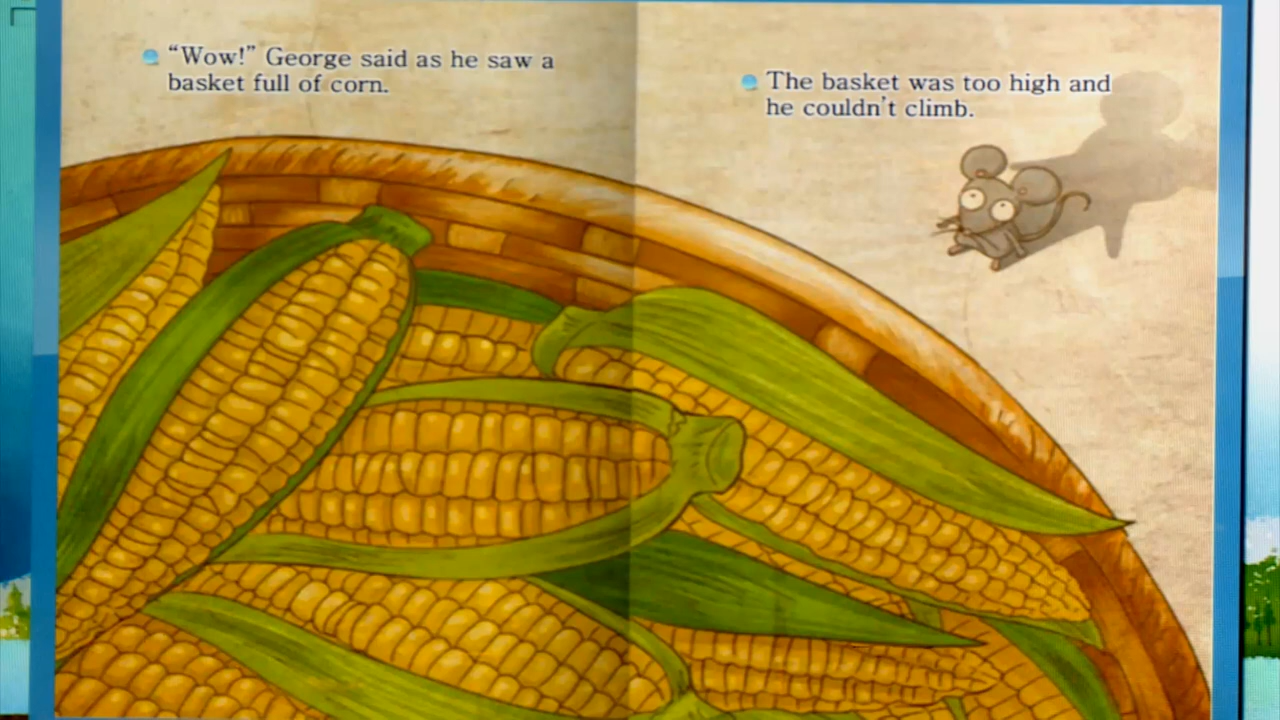 “Wow!” George said as he saw a
basket full of corn.
The basket was too high and
he couldn't climb.